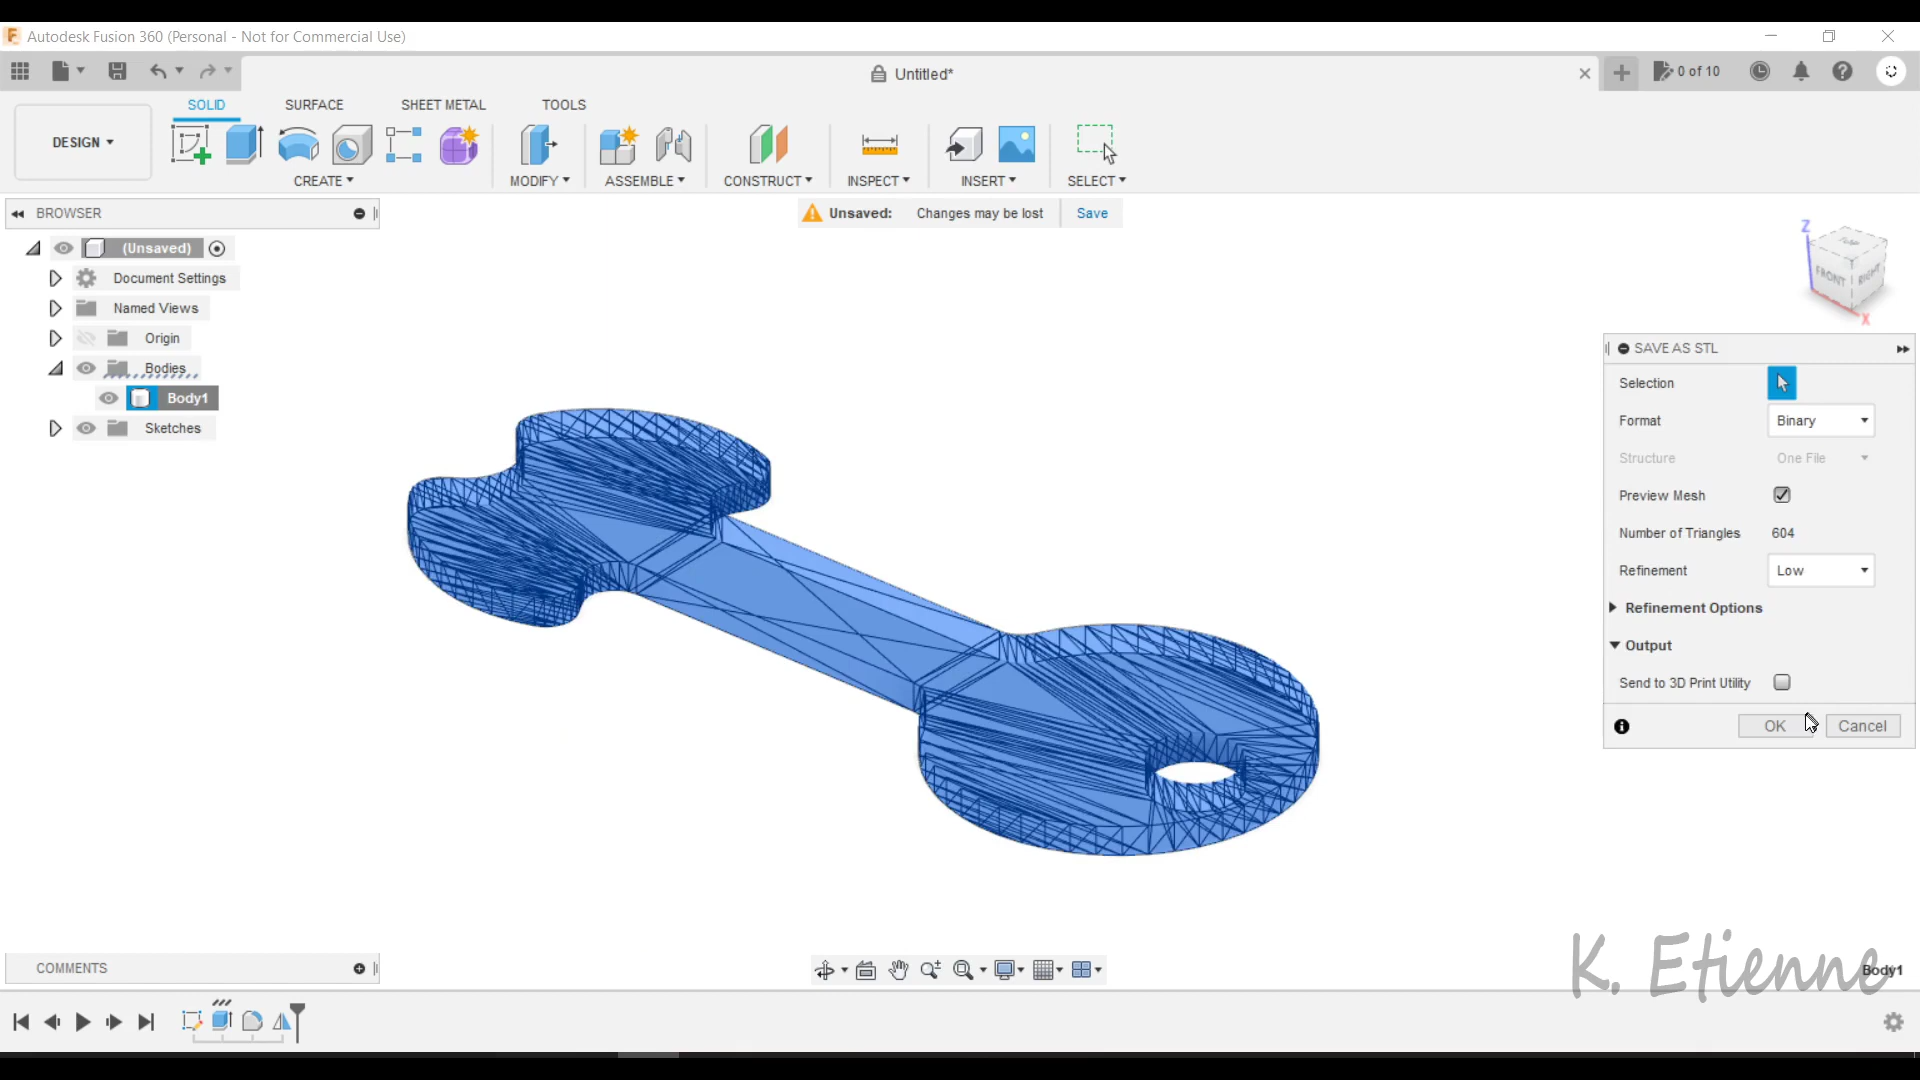 Autodesk Fusion 360 (Personal - Not for Commercial Use)
Untitled*
0 of 10
SOLID SURFACE SHEET METAL TOOLS
DESIGN
CREATE MODIFY ASSEMBLE CONSTRUCT INSPECT INSERT SELECT
BROWSER
Unsaved: Changes may be lost Save
(Unsaved)
Document Settings
Named Views
Origin
Bodies
Body1
Sketches
Z
TOP
FRONT RIGHT
X
SAVE AS STL
Selection
Format Binary
Structure One File
Preview Mesh
Number of Triangles 604
Refinement Low
Refinement Options
Output
Send to 3D Print Utility
OK Cancel
K. Etienne
Body1
COMMENTS